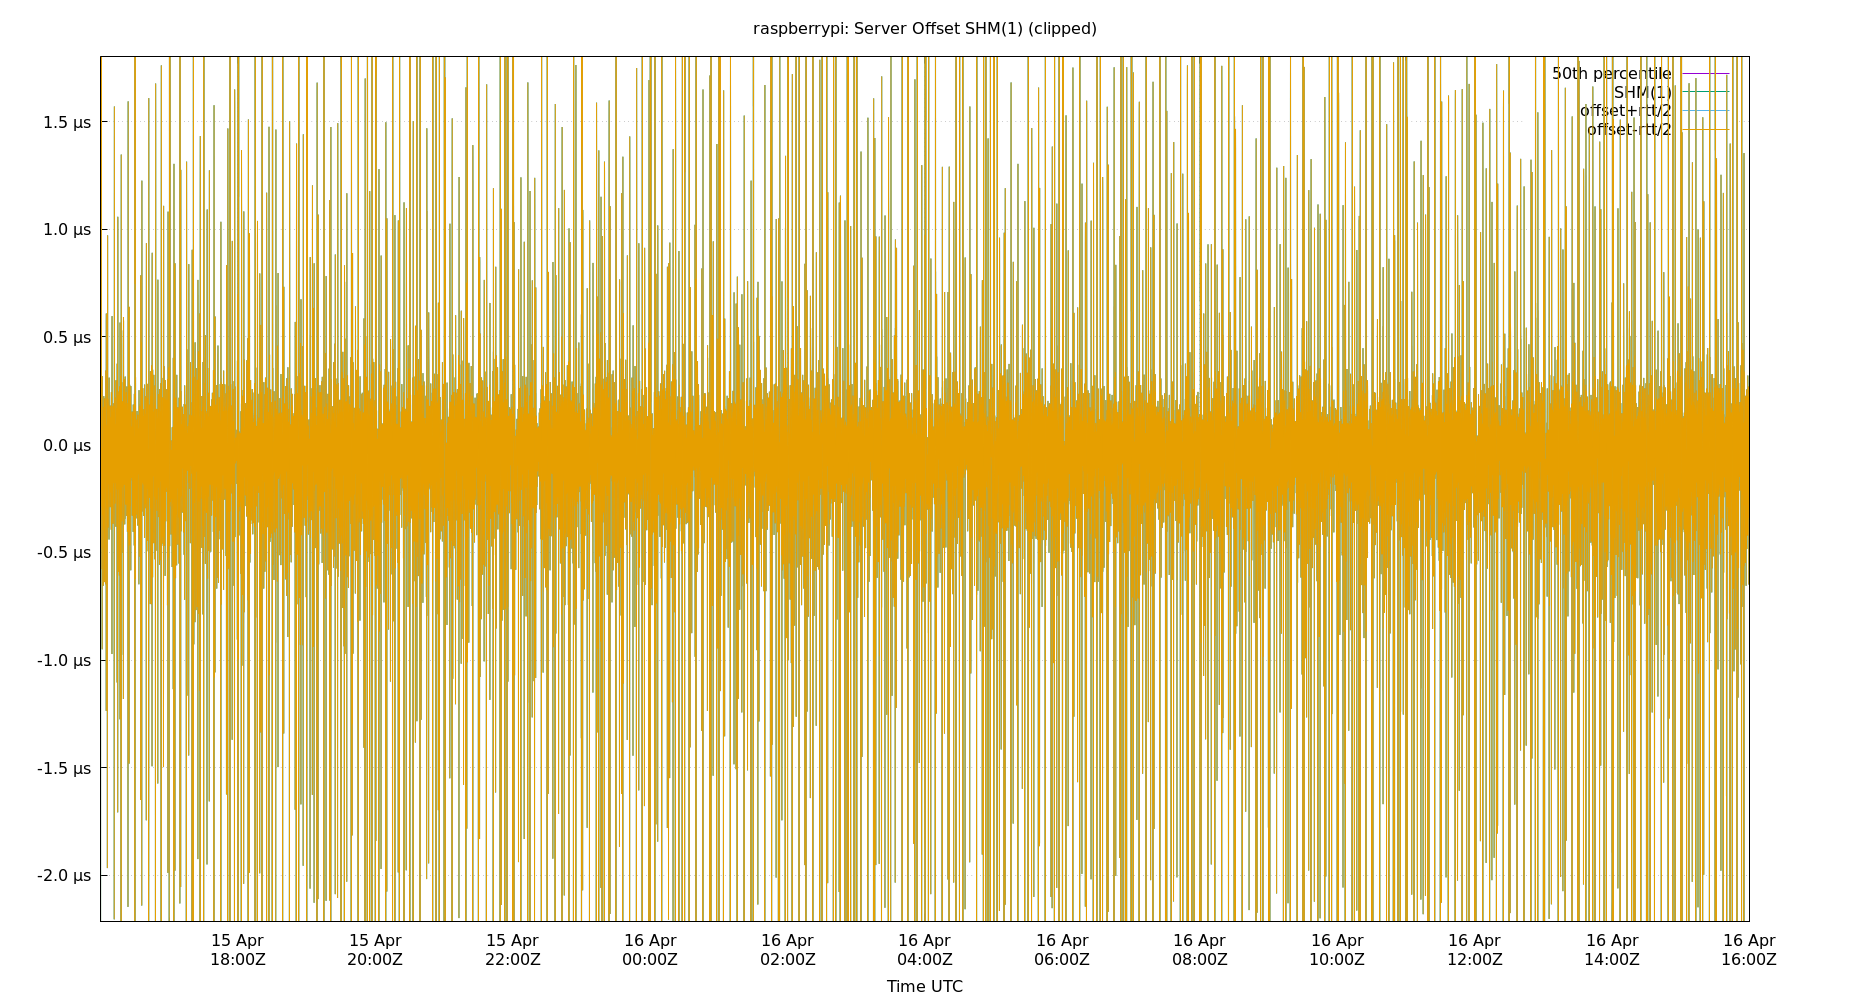 raspberrypi: Server Offset SHM(1) (clipped)
50th percentile
SHM(1)
offset+rtt/2
offset-rtt/2
1.5 µs
1.0 µs
0.5 µs
0.0 µs
-0.5 µs
-1.0 µs
-1.5 µs
-2.0 µs
15 Apr 15 Apr 15 Apr 16 Apr 16 Apr 16 Apr 16 Apr 16 Apr 16 Apr 16 Apr 16 Apr 16 Apr
18:00Z 20:00Z 22:00Z 00:00Z 02:00Z 04:00Z 06:00Z 08:00Z 10:00Z 12:00Z 14:00Z 16:00Z
Time UTC